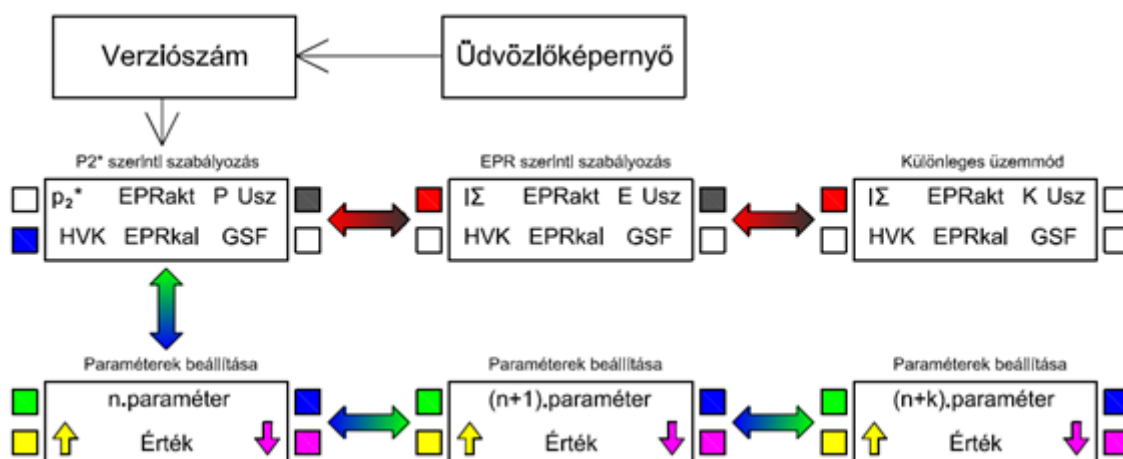 Verziószám
Üdvözlőképernyő
P2* szerinti szabályozás
EPR szerinti szabályozás
Különleges üzemmód
p₂* EPRakt P Usz
HVK EPRkal GSF
IΣ EPRakt E Usz
HVK EPRkal GSF
IΣ EPRakt K Usz
HVK EPRkal GSF
Paraméterek beállítása
Paraméterek beállítása
Paraméterek beállítása
n.paraméter
Érték
(n+1).paraméter
Érték
(n+k).paraméter
Érték